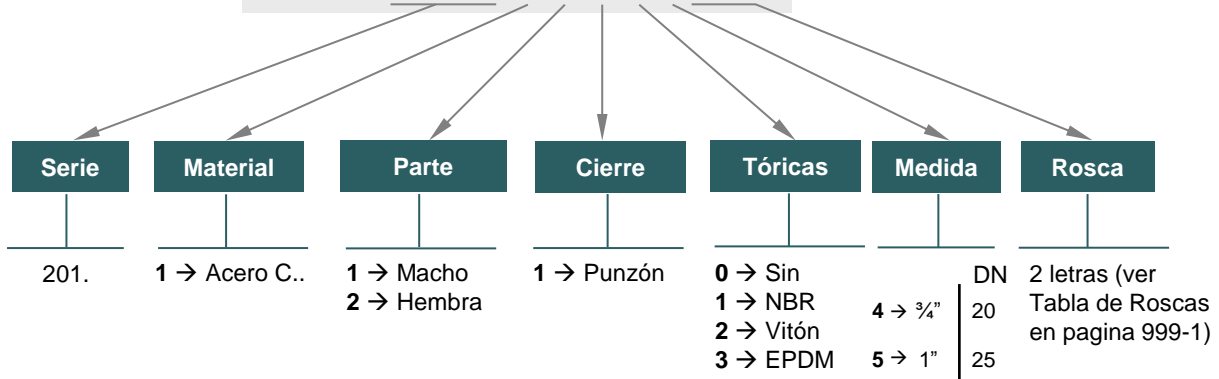 Serie
Material
Parte
Cierre
Tóricas
Medida
Rosca
201.
1 → Acero C..
1 → Macho
2 → Hembra
1 → Punzón
0 → Sin
1 → NBR
2 → Vitón
3 → EPDM
DN
4 → ¾” 20
5 → 1” 25
2 letras (ver
Tabla de Roscas
en pagina 999-1)